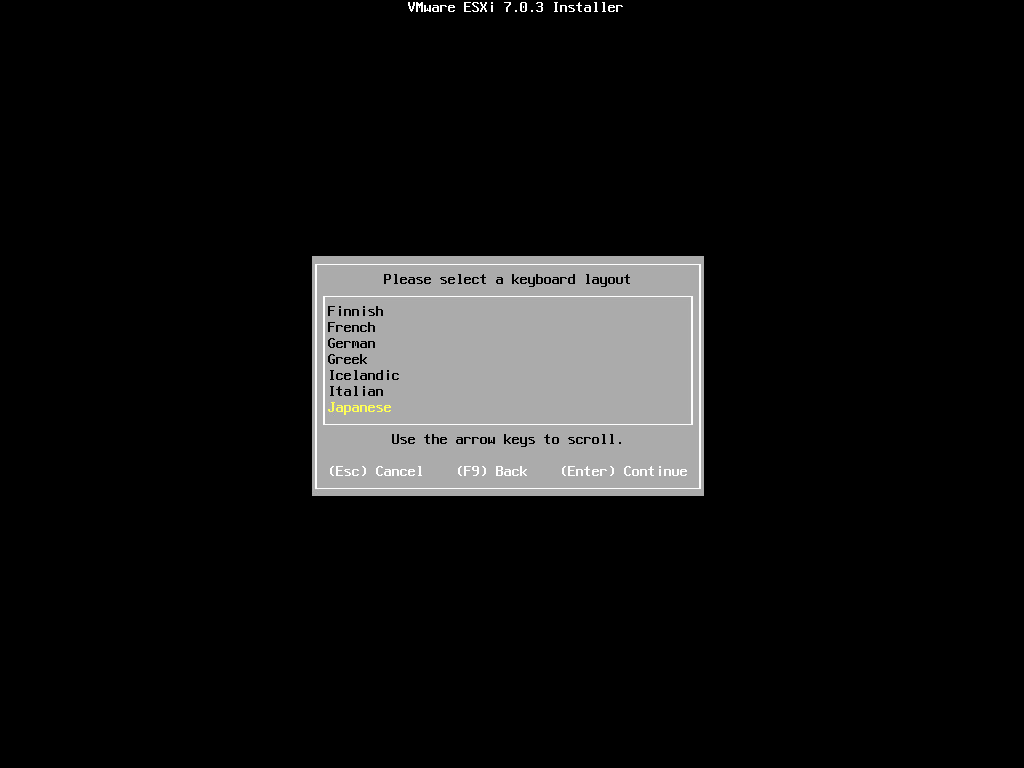 VMware ESXi 7.0.3 Installer
Please select a keyboard layout
Finnish
French
German
Greek
Icelandic
Italian
Japanese
Use the arrow keys to scroll.
(Esc) Cancel    (F9) Back    (Enter) Continue